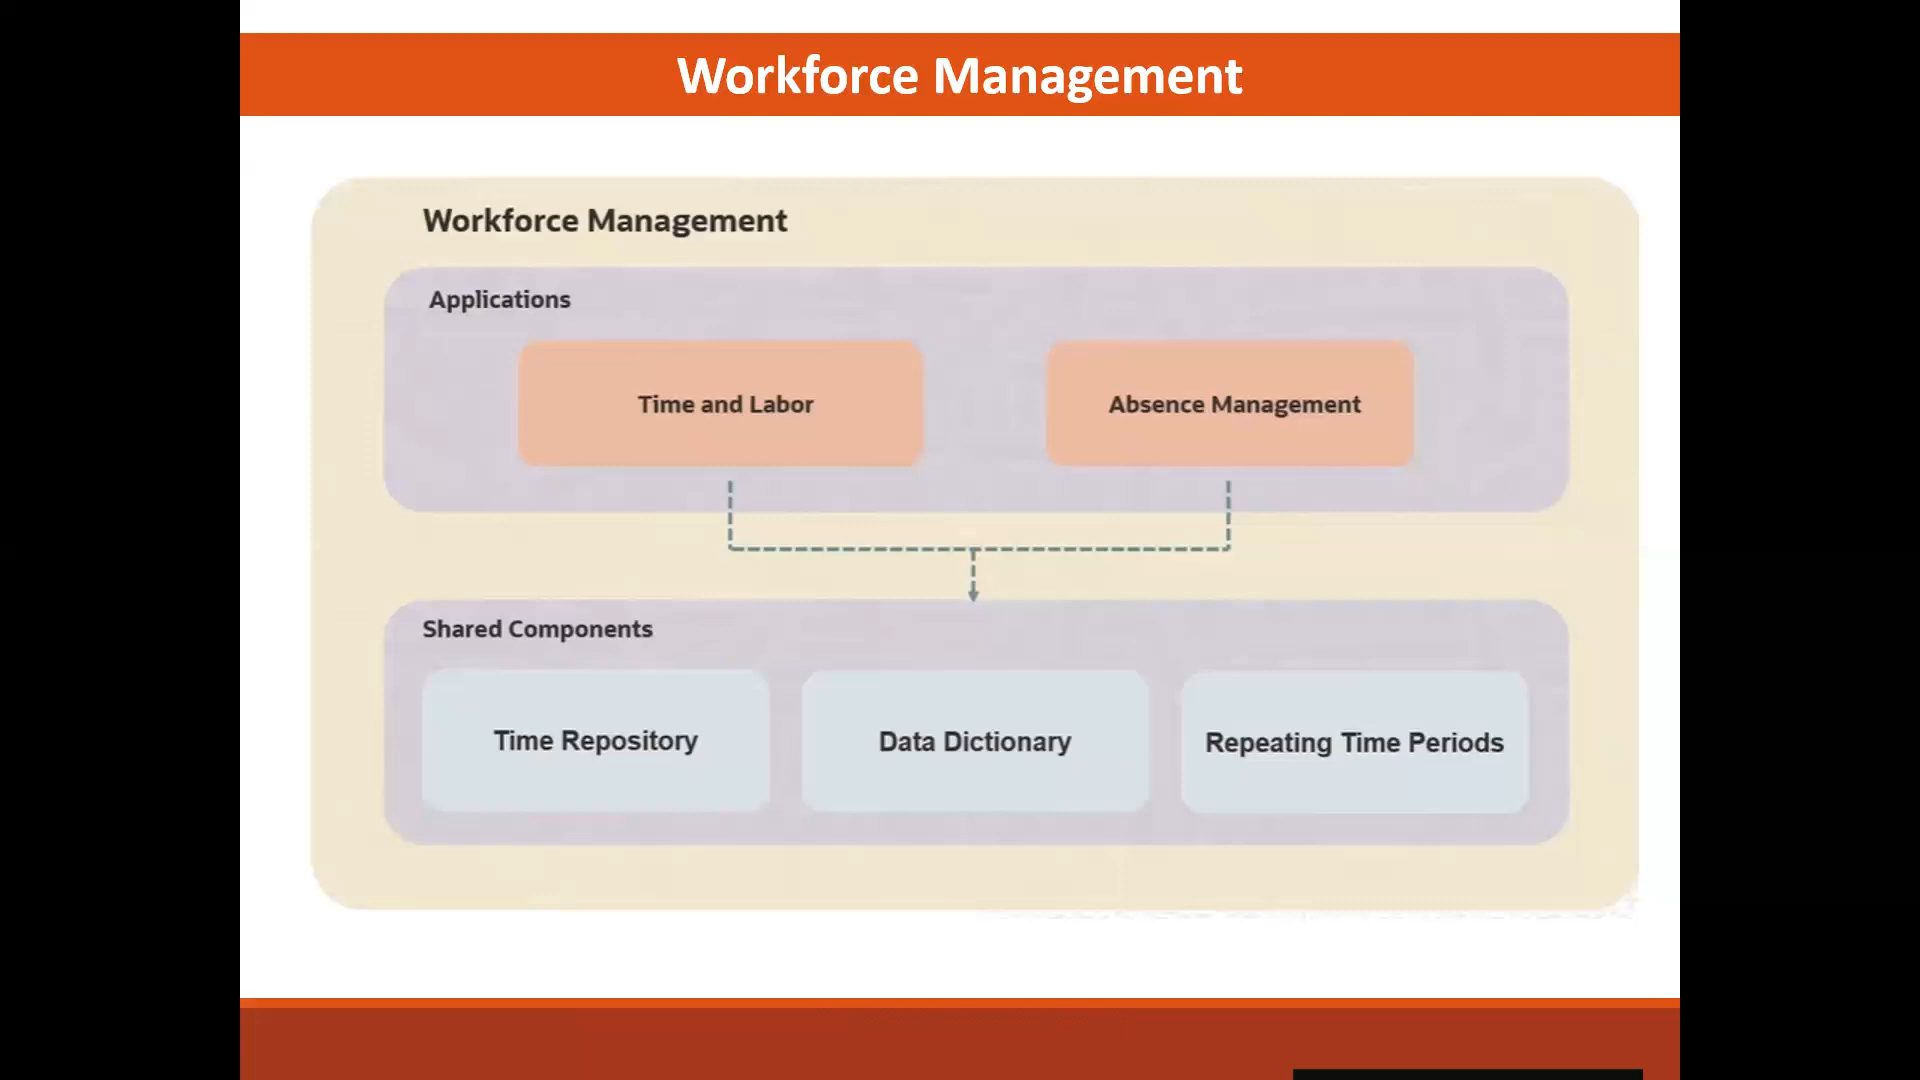 Workforce Management
Workforce Management
Applications
Time and Labor
Absence Management
Shared Components
Time Repository
Data Dictionary
Repeating Time Periods